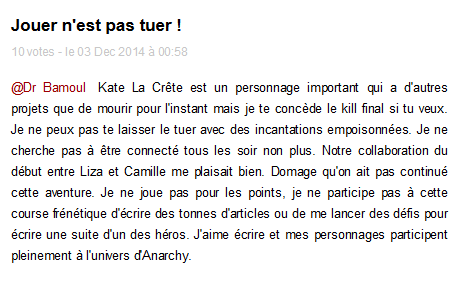 Jouer n'est pas tuer !
10 votes - le 03 Dec 2014 à 00:58
@Dr Bamoul Kate La Crête est un personnage important qui a d'autres
projets que de mourir pour l'instant mais je te concède le kill final si tu veux.
Je ne peux pas te laisser le tuer avec des incantations empoisonnées. Je ne
cherche pas à être connecté tous les soir non plus. Notre collaboration du
début entre Liza et Camille me plaisait bien. Domage qu'on ait pas continué
cette aventure. Je ne joue pas pour les points, je ne participe pas à cette
course frénétique d'écrire des tonnes d'articles ou de me lancer des défis pour
écrire une suite d'un des héros. J'aime écrire et mes personnages participent
pleinement à l'univers d'Anarchy.